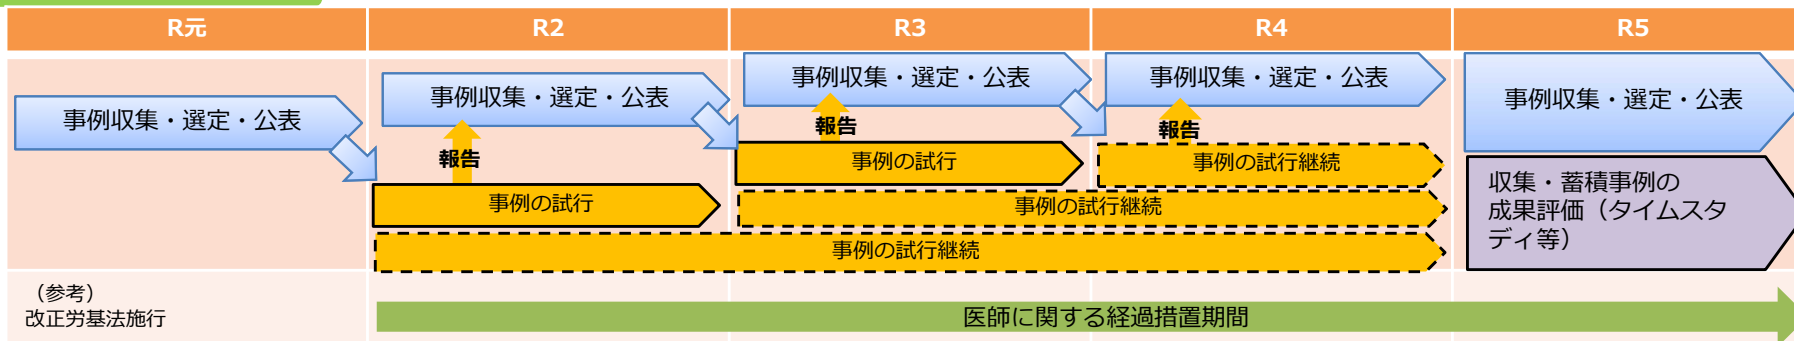 R元
R2
R3
R4
R5
事例収集・選定・公表
事例収集・選定・公表
事例収集・選定・公表
事例収集・選定・公表
事例収集・選定・公表
報告
報告
報告
事例の試行
事例の試行
事例の試行継続
事例の試行継続
事例の試行継続
収集・蓄積事例の
成果評価（タイムスタ
ディ等）
（参考）
改正労基法施行
医師に関する経過措置期間